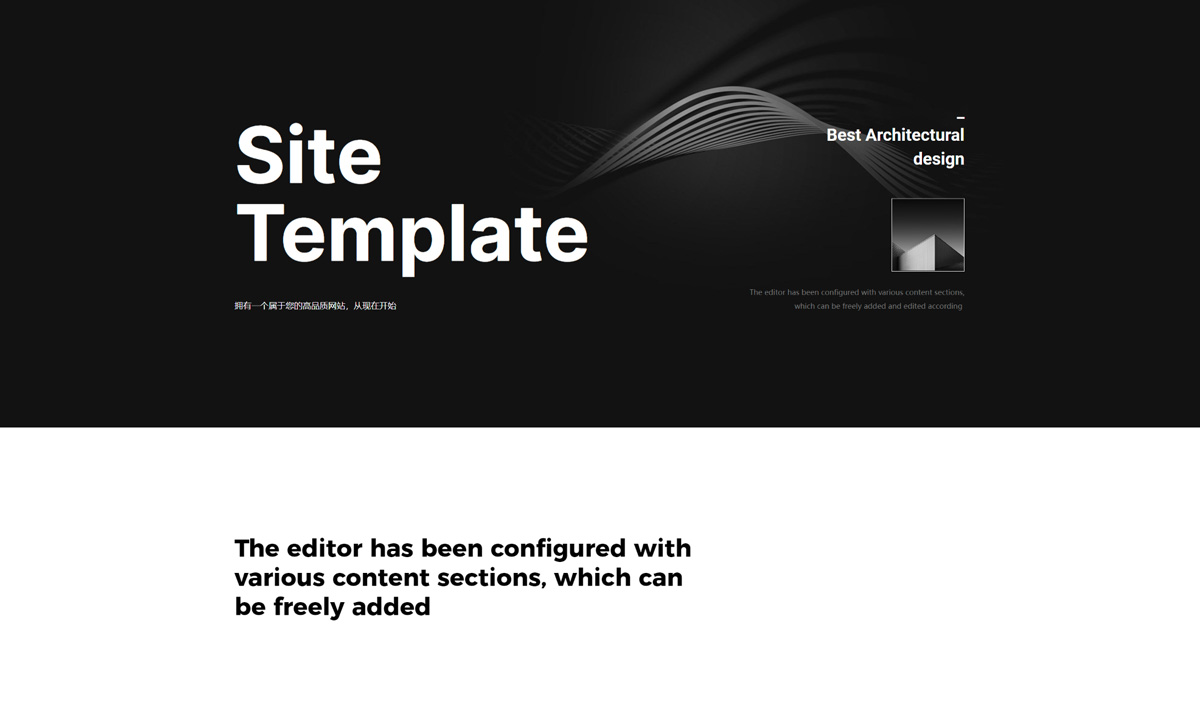 Site
Template
拥有一个属于您的高品质网站，从现在开始
Best Architectural
design
The editor has been configured with various content sections,
which can be freely added and edited according
The editor has been configured with
various content sections, which can
be freely added